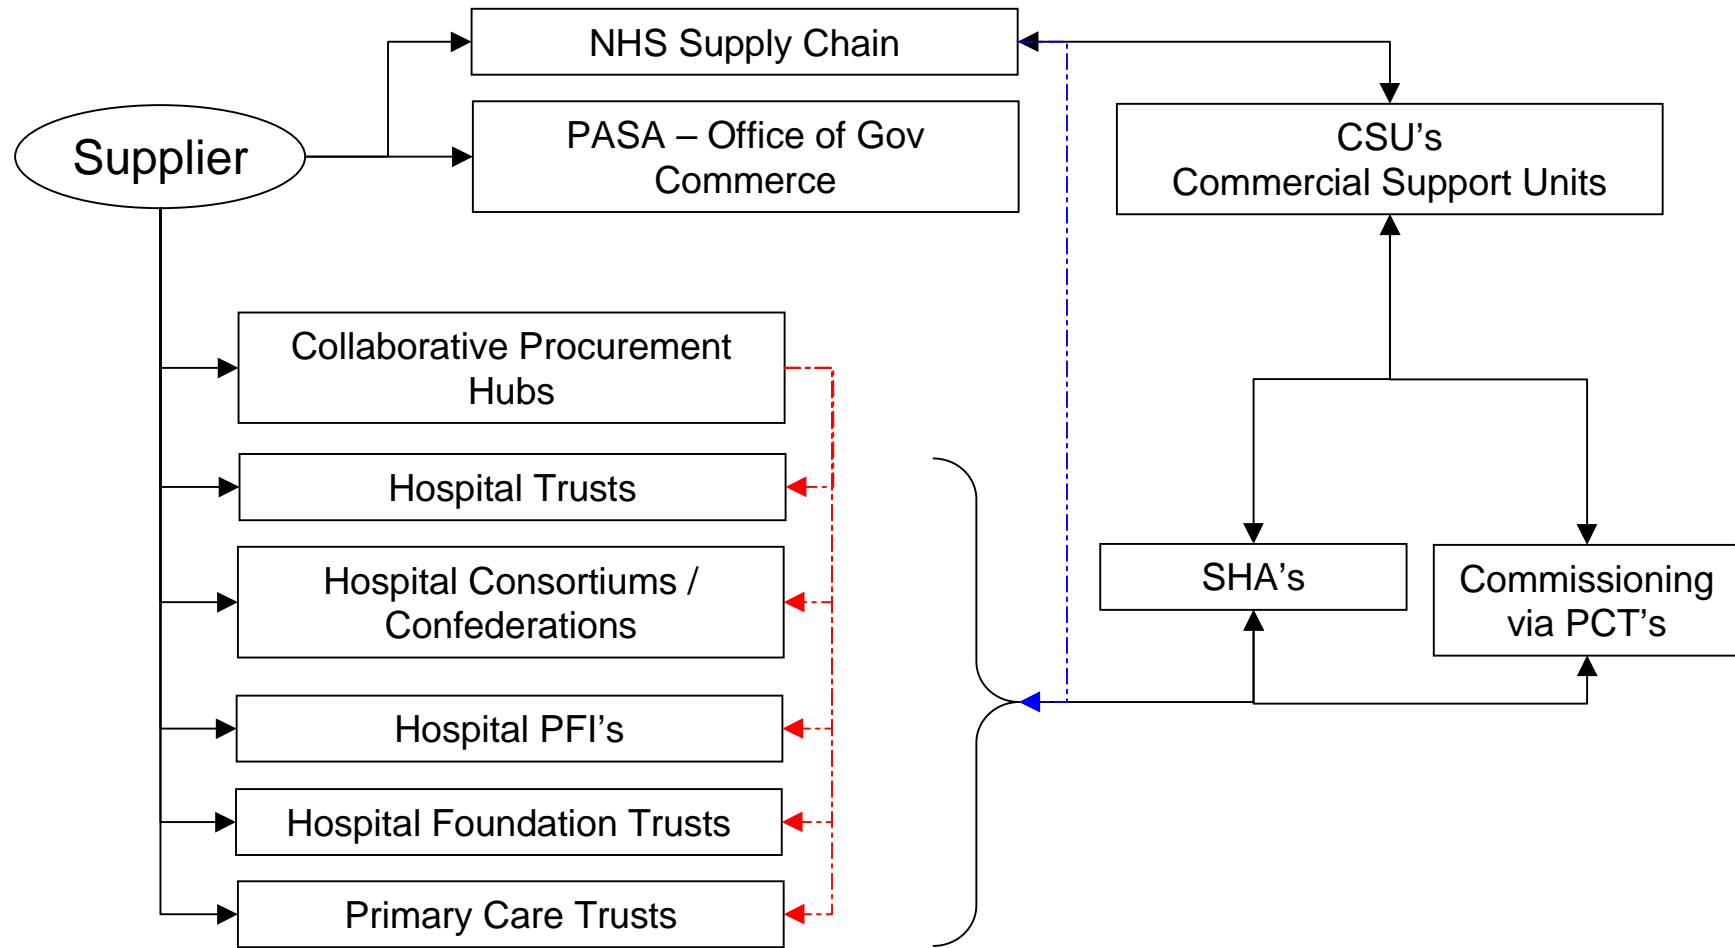 NHS Supply Chain
Supplier
PASA – Office of Gov
Commerce
CSU’s
Commercial Support Units
Collaborative Procurement
Hubs
Hospital Trusts
Hospital Consortiums /
Confederations
SHA’s
Commissioning
via PCT’s
Hospital PFI’s
Hospital Foundation Trusts
Primary Care Trusts